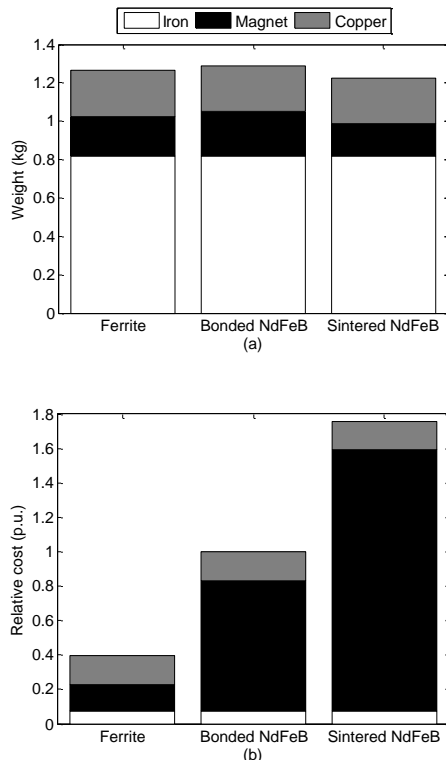 Iron Magnet Copper
1.4
1.2
1
0.8
0.6
0.4
0.2
0
Weight (kg)
Ferrite Bonded NdFeB Sintered NdFeB
(a)
1.8
1.6
1.4
1.2
1
0.8
0.6
0.4
0.2
0
Relative cost (p.u.)
Ferrite Bonded NdFeB Sintered NdFeB
(b)